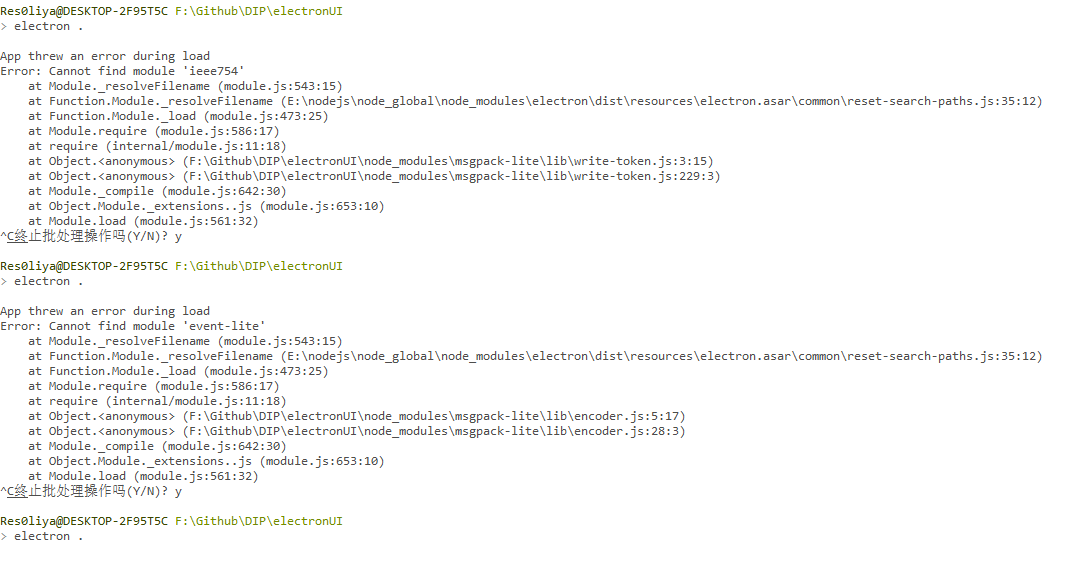 Res0liya@DESKTOP-2F95T5C F:\Github\DIP\electronUI
> electron .
App threw an error during load
Error: Cannot find module 'ieee754'
at Module._resolveFilename (module.js:543:15)
at Function.Module._resolveFilename (E:\nodejs\node_global\node_modules\electron\dist\resources\electron.asar\common\reset-search-paths.js:35:12)
at Function.Module._load (module.js:473:25)
at Module.require (module.js:586:17)
at require (internal/module.js:11:18)
at Object.<anonymous> (F:\Github\DIP\electronUI\node_modules\msgpack-lite\lib\write-token.js:3:15)
at Object.<anonymous> (F:\Github\DIP\electronUI\node_modules\msgpack-lite\lib\write-token.js:229:3)
at Module._compile (module.js:642:30)
at Object.Module._extensions..js (module.js:653:10)
at Module.load (module.js:561:32)
^C终止批处理操作吗(Y/N)? y
Res0liya@DESKTOP-2F95T5C F:\Github\DIP\electronUI
> electron .
App threw an error during load
Error: Cannot find module 'event-lite'
at Module._resolveFilename (module.js:543:15)
at Function.Module._resolveFilename (E:\nodejs\node_global\node_modules\electron\dist\resources\electron.asar\common\reset-search-paths.js:35:12)
at Function.Module._load (module.js:473:25)
at Module.require (module.js:586:17)
at require (internal/module.js:11:18)
at Object.<anonymous> (F:\Github\DIP\electronUI\node_modules\msgpack-lite\lib\encoder.js:5:17)
at Object.<anonymous> (F:\Github\DIP\electronUI\node_modules\msgpack-lite\lib\encoder.js:28:3)
at Module._compile (module.js:642:30)
at Object.Module._extensions..js (module.js:653:10)
at Module.load (module.js:561:32)
^C终止批处理操作吗(Y/N)? y
Res0liya@DESKTOP-2F95T5C F:\Github\DIP\electronUI
> electron .